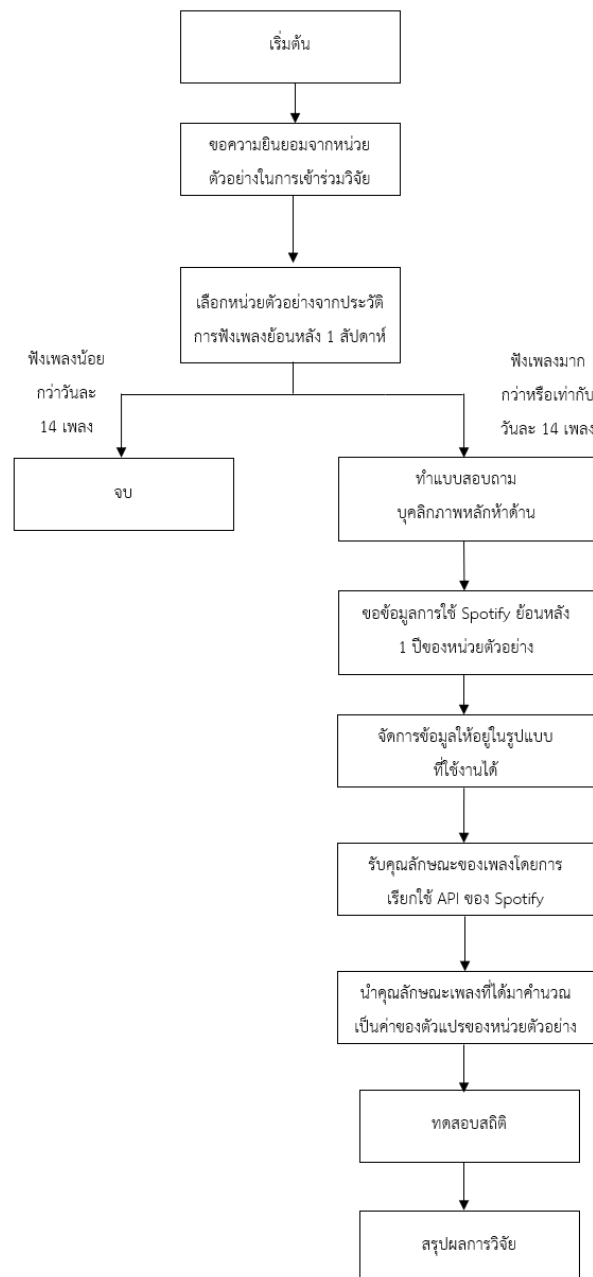 เริ่มต้น
ขอความยินยอมจากหน่วย
ตัวอย่างในการเข้าร่วมวิจัย
เลือกหน่วยตัวอย่างจากประวัติ
การฟังเพลงย้อนหลัง 1 สัปดาห์
ฟังเพลงน้อย
กว่าวันละ
14 เพลง
ฟังเพลงมาก
กว่าหรือเท่ากับ
วันละ 14 เพลง
จบ
ทำแบบสอบถาม
บุคลิกภาพหลักห้าด้าน
ขอข้อมูลการใช้ Spotify ย้อนหลัง
1 ปีของหน่วยตัวอย่าง
จัดการข้อมูลให้อยู่ในรูปแบบ
ที่ใช้งานได้
รับคุณลักษณะของเพลงโดยการ
เรียกใช้ API ของ Spotify
นำคุณลักษณะเพลงที่ได้มาคำนวณ
เป็นค่าของตัวแปรของหน่วยตัวอย่าง
ทดสอบสถิติ
สรุปผลการวิจัย